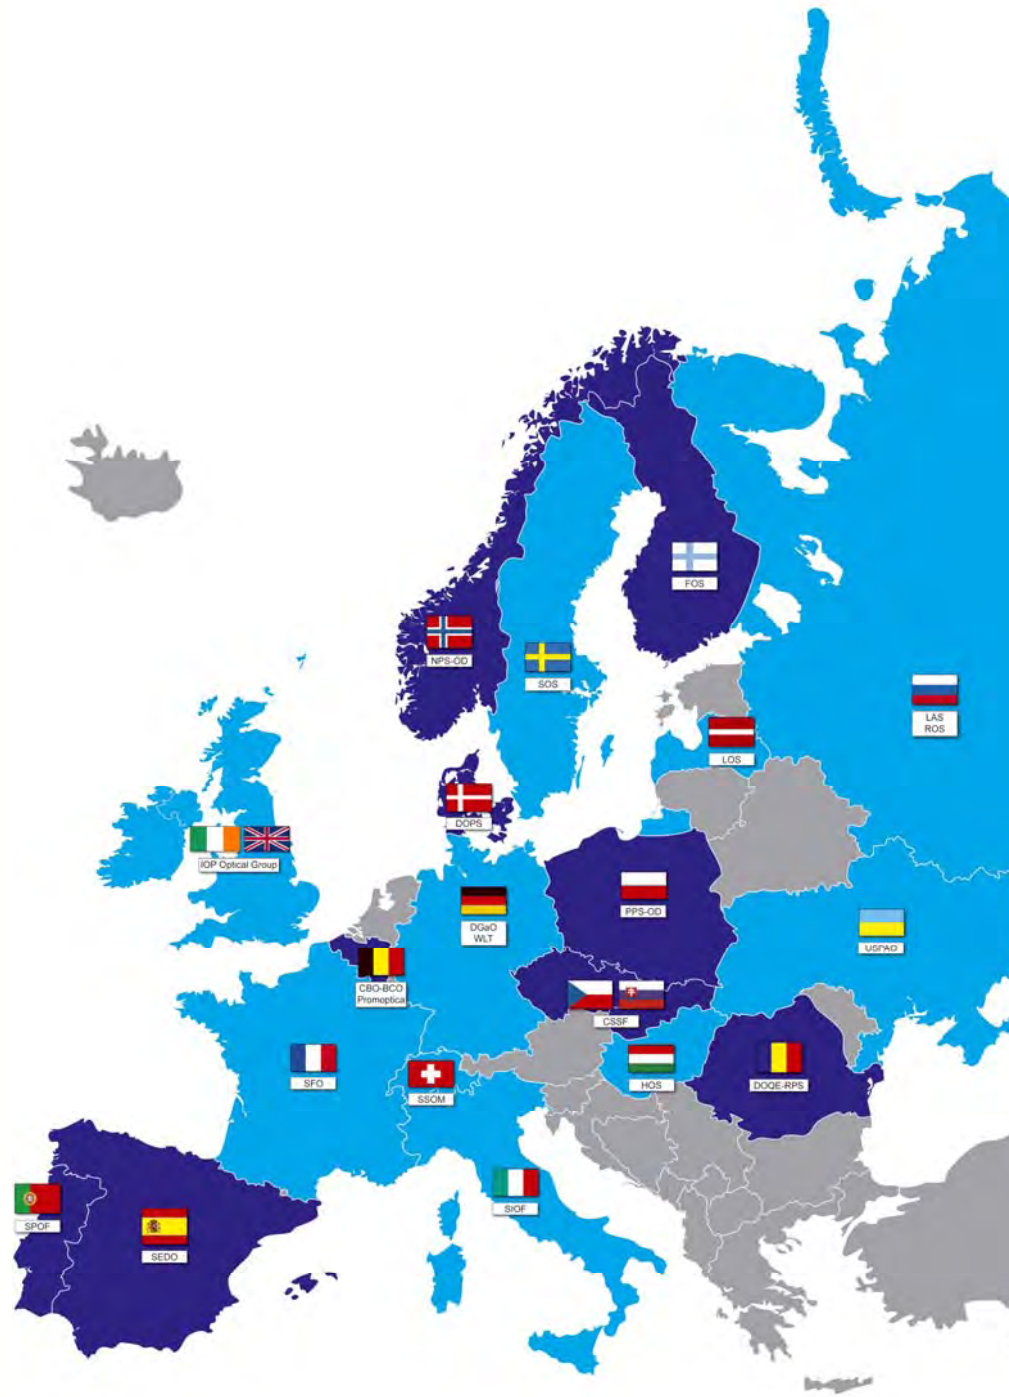 FOS
NPS-OD
SOS
LAS
ROS
LOS
DOPS
IOP Optical Group
PPS-OD
DGaO
WLT
USPAO
CBO-BCO
Promoptica
CSSF
SFO
SSOM
HOS
DOQE-RPS
SIOF
SPOF
SEDO